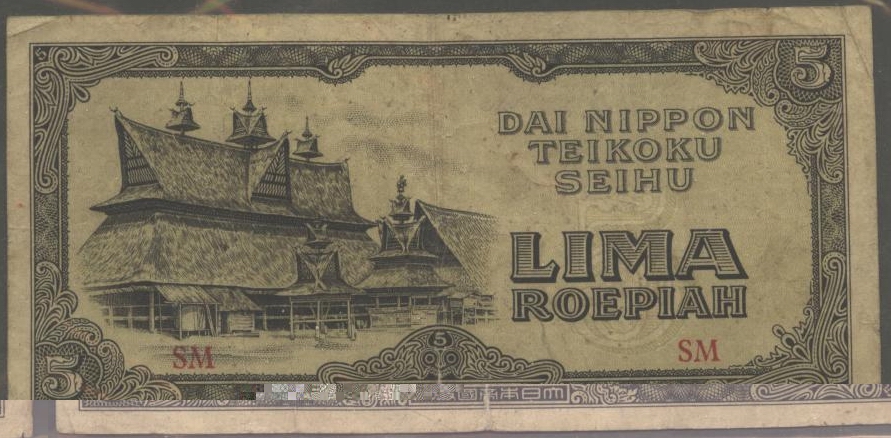 5
DAI NIPPON
TEIKOKU
SEIHU
LIMA
ROEPIAH
SM
SM
5
5